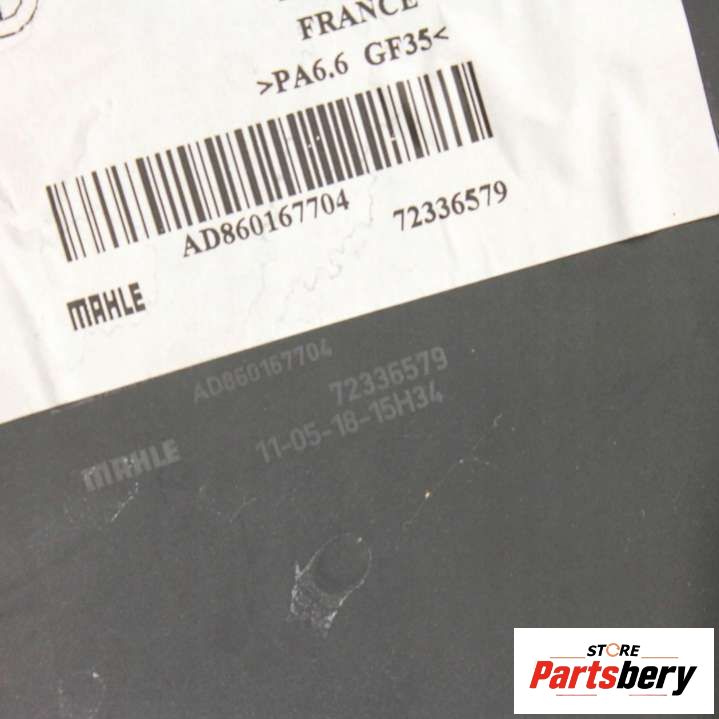 FRANCE
>PA6.6 GF35<
AD860167704 72336579
MAHLE
AD860167704 72336579
MAHLE 11-05-18-15H34
STORE
Partsbery